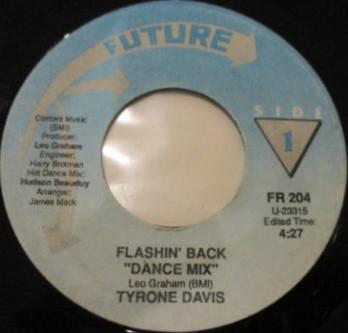 FUTURE
SIDE
1
Content Music
(BMI)
Producer:
Leo Graham
Engineer:
Harry Brotman
Hot Dance Mix:
Hudson Beauduy
Arranger:
James Mack
FR 204
U-23315
Edited Time:
4:27
FLASHIN' BACK
"DANCE MIX"
Leo Graham (BMI)
TYRONE DAVIS